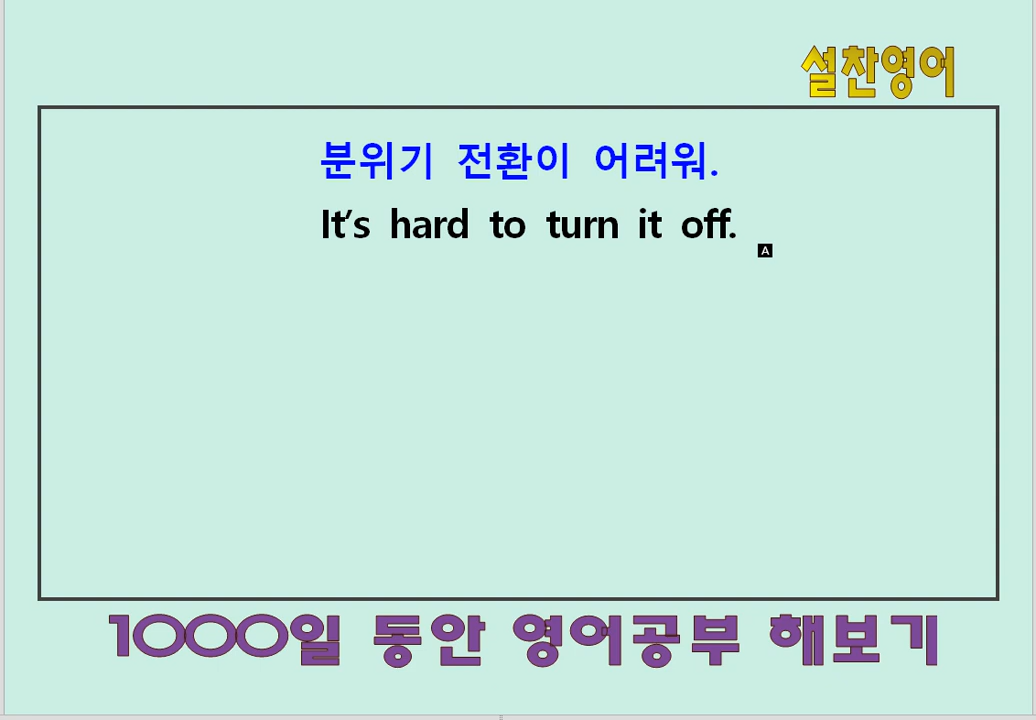 설찬영어
분위기 전환이 어려워.
It's hard to turn it off.
A
1000일 동안 영어공부 해보기